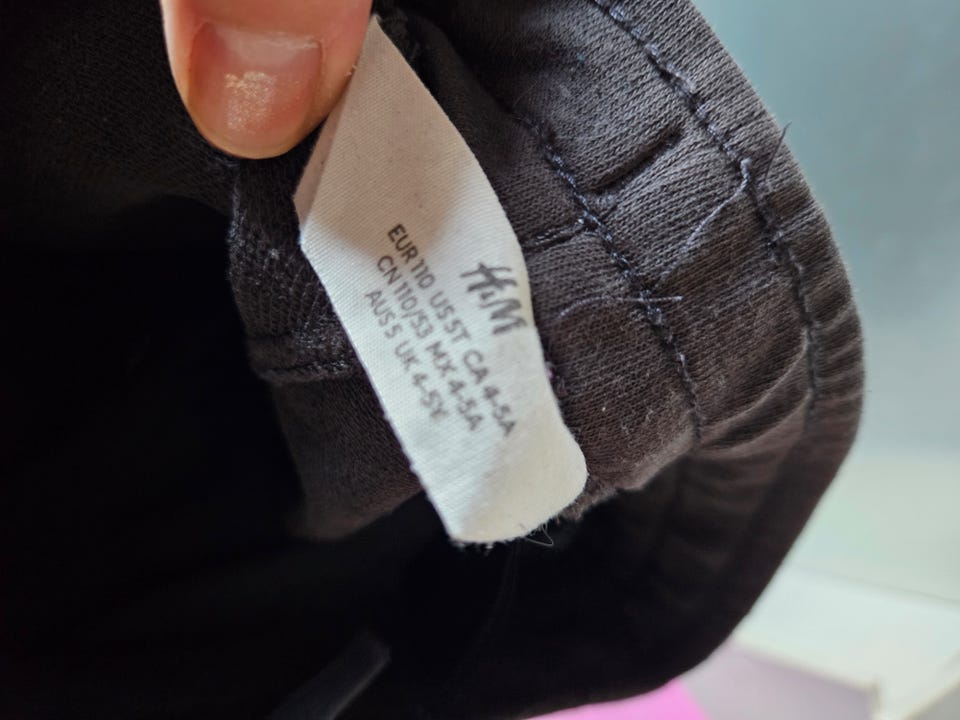 H&M
EUR 110 US 5T CA 4-5A
CN 110/53 MX 4-5A
AUS 5 UK 4-5Y